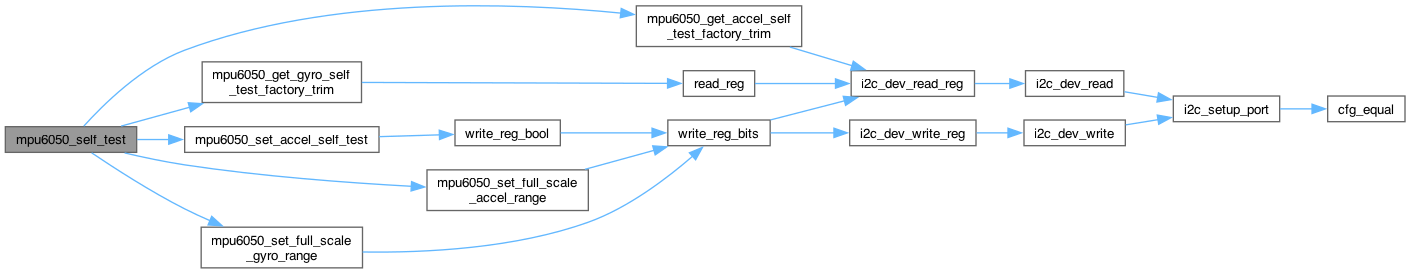 mpu6050_self_test
mpu6050_get_accel_self
_test_factory_trim
mpu6050_get_gyro_self
_test_factory_trim
mpu6050_set_accel_self_test
mpu6050_set_full_scale
_accel_range
mpu6050_set_full_scale
_gyro_range
read_reg
write_reg_bool
write_reg_bits
i2c_dev_read_reg
i2c_dev_write_reg
i2c_dev_read
i2c_dev_write
i2c_setup_port
cfg_equal